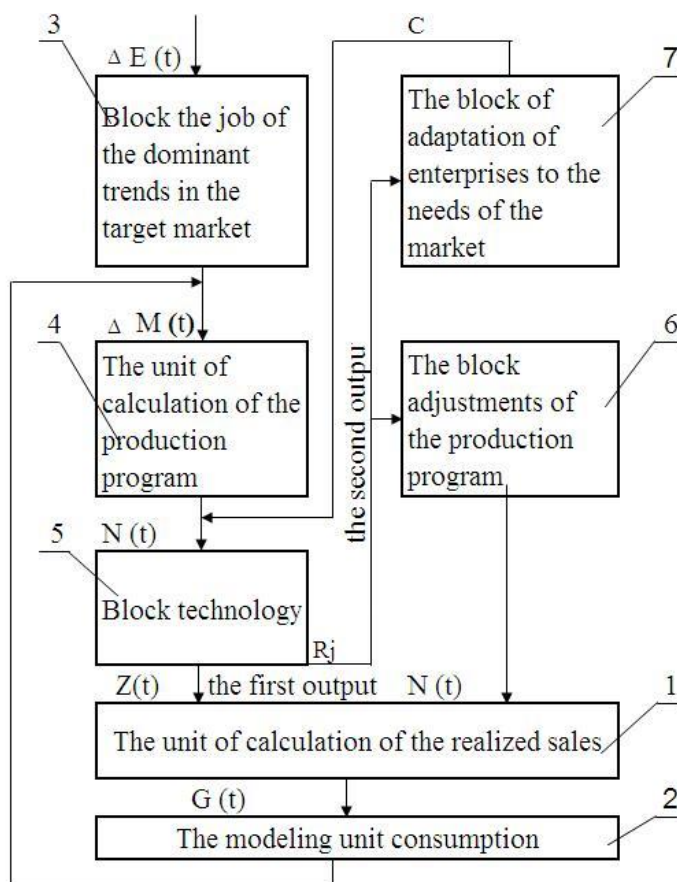 3
Δ E (t)
Block the job of
the dominant
trends in the
target market
C
7
The block of
adaptation of
enterprises to the
needs of the
market
4
Δ M (t)
The unit of
calculation of the
production
program
the second outpu
6
The block
adjustments of
the production
program
5
N (t)
Block technology
Rj
Z(t)
the first output
N (t)
1
The unit of calculation of the realized sales
G (t)
2
The modeling unit consumption